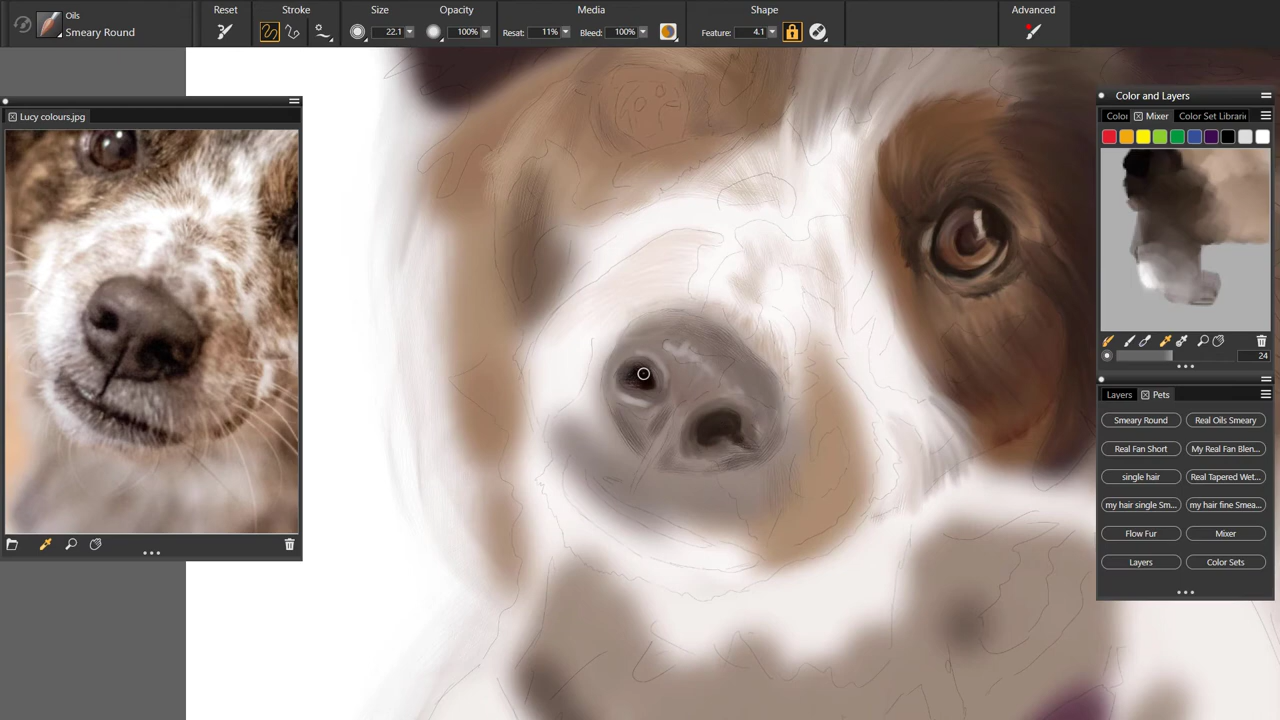 Oils
Smeary Round
Reset
Stroke
Size
22.1
Opacity
100%
Media
Resat: 11%
Bleed: 100%
Shape
Feature: 4.1
Advanced
Lucy colours.jpg
Color and Layers
Color
Mixer
Color Set Librari
24
Layers
Pets
Smeary Round
Real Oils Smeary
Real Fan Short
My Real Fan Blen...
single hair
Real Tapered Wet...
my hair single Sm...
my hair fine Smea...
Flow Fur
Mixer
Layers
Color Sets